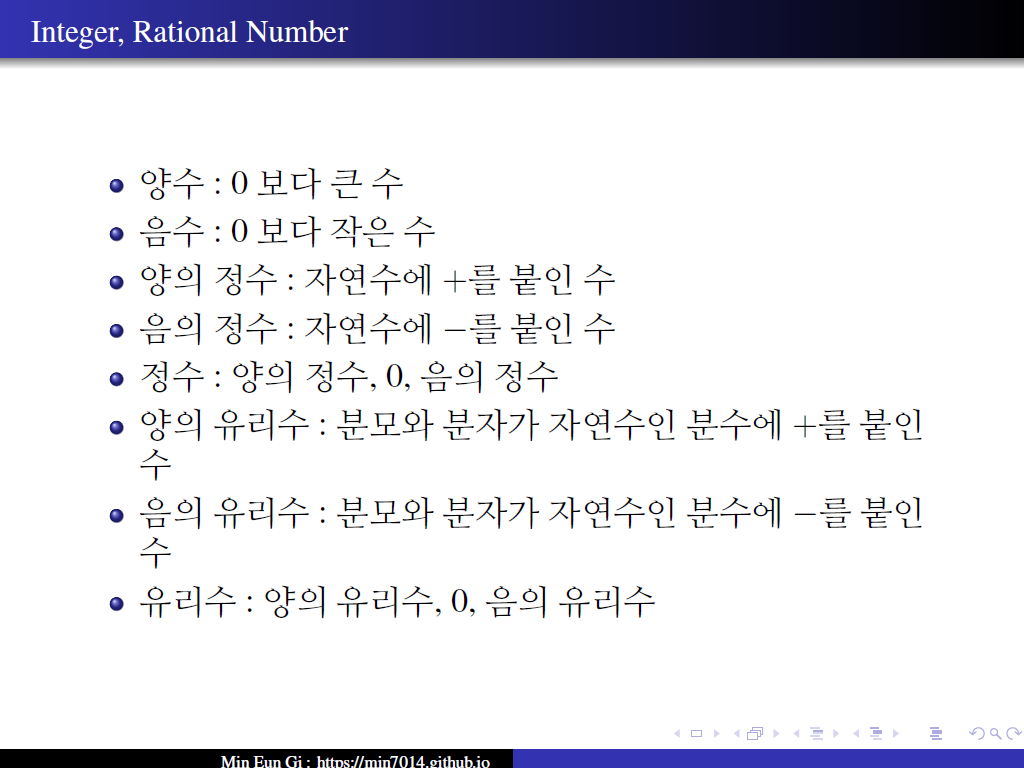 Integer, Rational Number
양수 : 0 보다 큰 수
음수 : 0 보다 작은 수
양의 정수 : 자연수에 +를 붙인 수
음의 정수 : 자연수에 −를 붙인 수
정수 : 양의 정수, 0, 음의 정수
양의 유리수 : 분모와 분자가 자연수인 분수에 +를 붙인
수
음의 유리수 : 분모와 분자가 자연수인 분수에 −를 붙인
수
유리수 : 양의 유리수, 0, 음의 유리수
Min Eun Gi : https://min7014.github.io